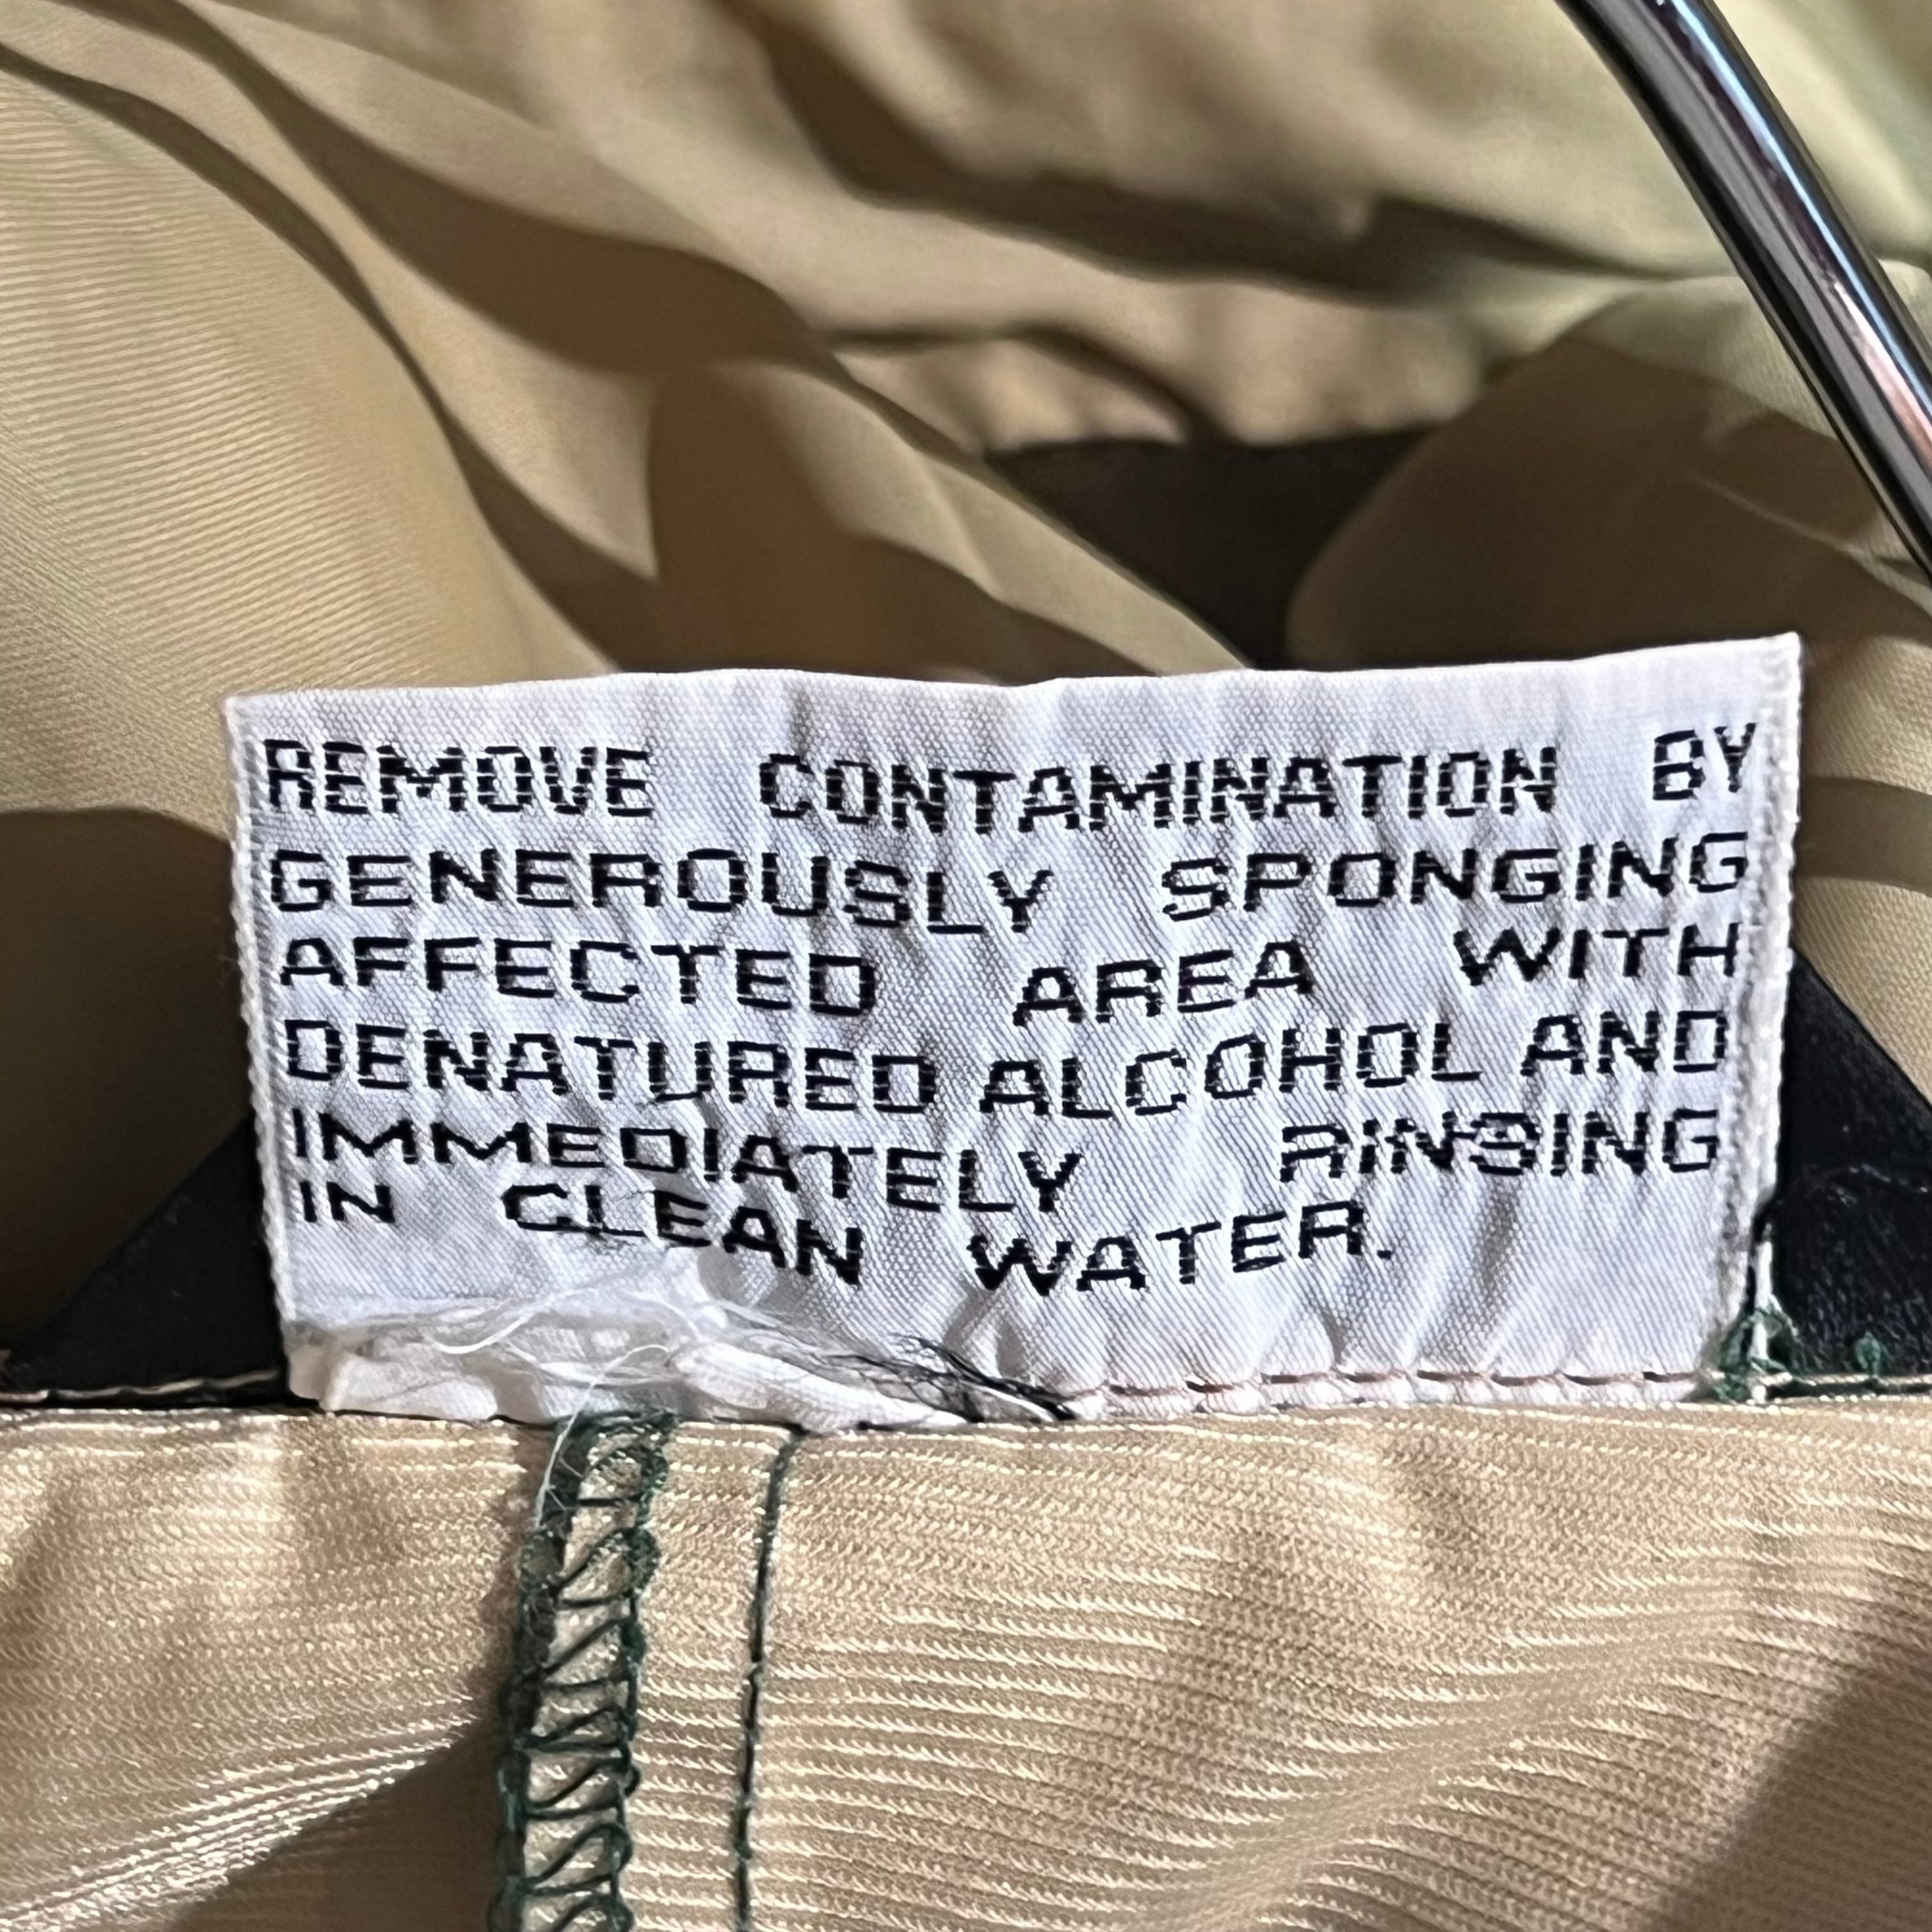 REMOVE CONTAMINATION BY
GENEROUSLY SPONGING
AFFECTED AREA WITH
DENATURED ALCOHOL AND
IMMEDIATELY RINSING
IN CLEAN WATER.